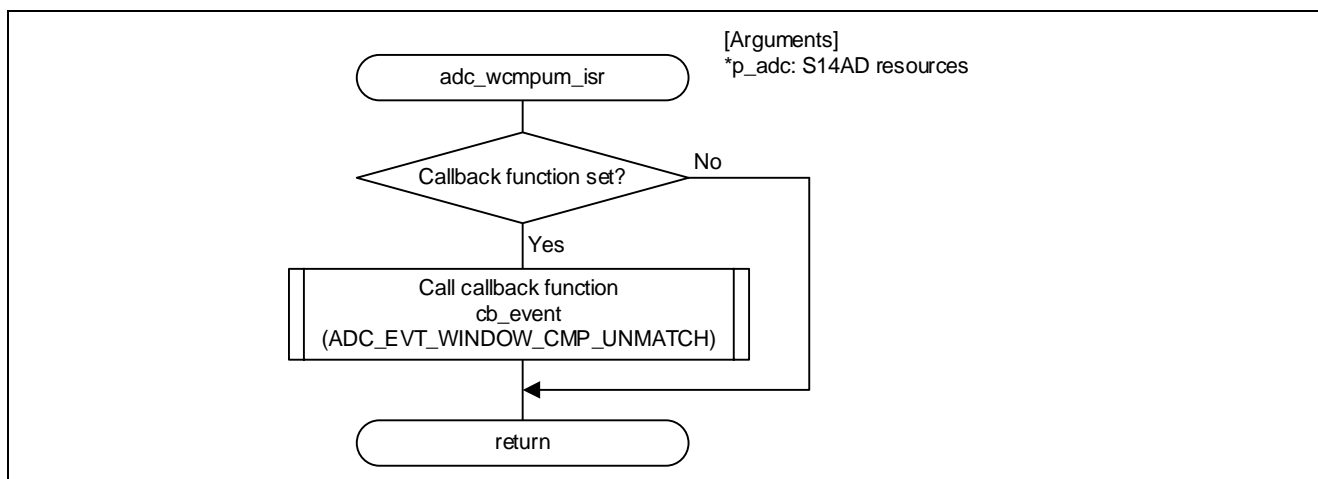 [Arguments]
*p_adc: S14AD resources
adc_wcmpum_isr
Callback function set?
No
Yes
Call callback function
cb_event
(ADC_EVT_WINDOW_CMP_UNMATCH)
return